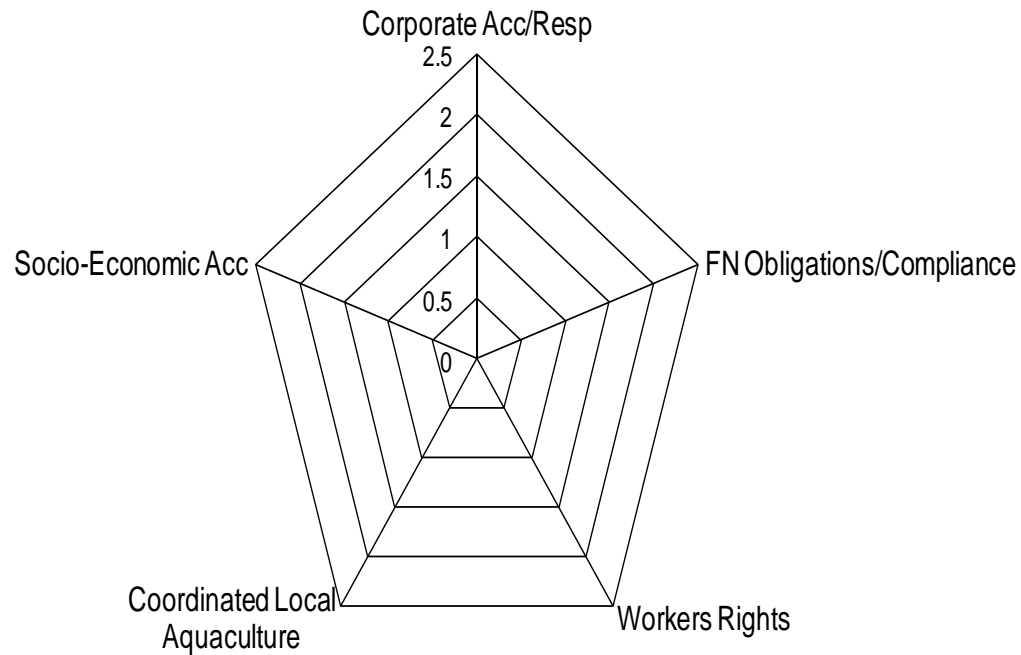 Corporate Acc/Resp
2.5
2
1.5
1
0.5
0
Socio-Economic Acc
FN Obligations/Compliance
Coordinated Local
Aquaculture
Workers Rights